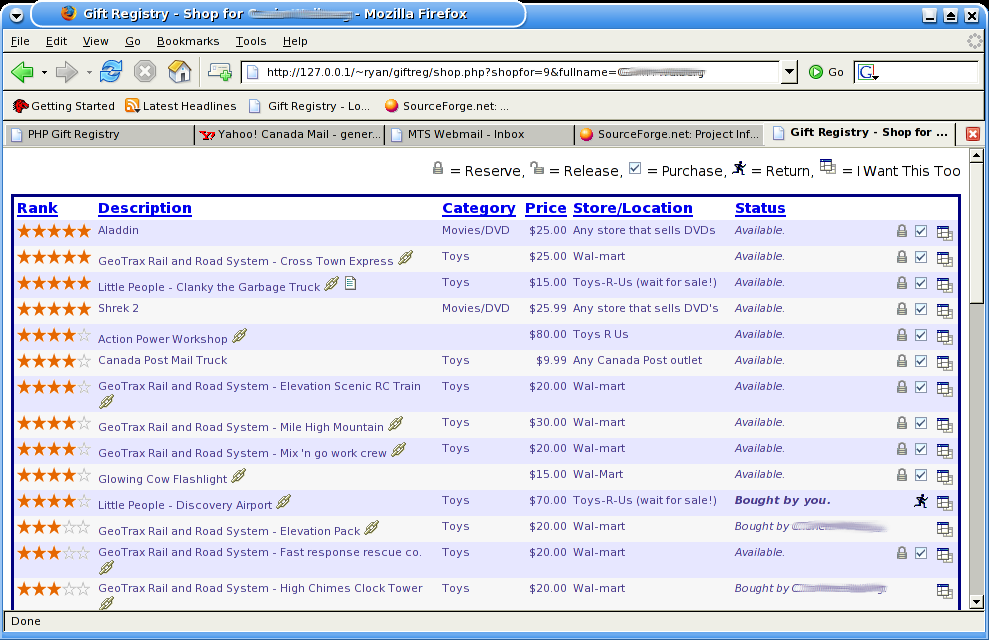 Gift Registry - Shop for - Mozilla Firefox
File Edit View Go Bookmarks Tools Help
http://127.0.0.1/~ryan/giftreg/shop.php?shopfor=9&fullname= Go G
Getting Started Latest Headlines Gift Registry - Lo... SourceForge.net: ...
PHP Gift Registry Yahoo! Canada Mail - gener... MTS Webmail - Inbox SourceForge.net: Project Inf... Gift Registry - Shop for ...
= Reserve, = Release, = Purchase, = Return, = I Want This Too
Rank Description Category Price Store/Location Status
Aladdin Movies/DVD $25.00 Any store that sells DVDs Available.
GeoTrax Rail and Road System - Cross Town Express Toys $25.00 Wal-mart Available.
Little People - Clanky the Garbage Truck Toys $15.00 Toys-R-Us (wait for sale!) Available.
Shrek 2 Movies/DVD $25.99 Any store that sells DVD's Available.
Action Power Workshop $80.00 Toys R Us Available.
Canada Post Mail Truck Toys $9.99 Any Canada Post outlet Available.
GeoTrax Rail and Road System - Elevation Scenic RC Train Toys $20.00 Wal-mart Available.
GeoTrax Rail and Road System - Mile High Mountain Toys $30.00 Wal-mart Available.
GeoTrax Rail and Road System - Mix 'n go work crew Toys $20.00 Wal-mart Available.
Glowing Cow Flashlight Toys $15.00 Wal-Mart Available.
Little People - Discovery Airport Toys $70.00 Toys-R-Us (wait for sale!) Bought by you.
GeoTrax Rail and Road System - Elevation Pack Toys $20.00 Wal-mart Bought by
GeoTrax Rail and Road System - Fast response rescue co. Toys $20.00 Wal-mart Available.
GeoTrax Rail and Road System - High Chimes Clock Tower Toys $20.00 Wal-mart Bought by
Done